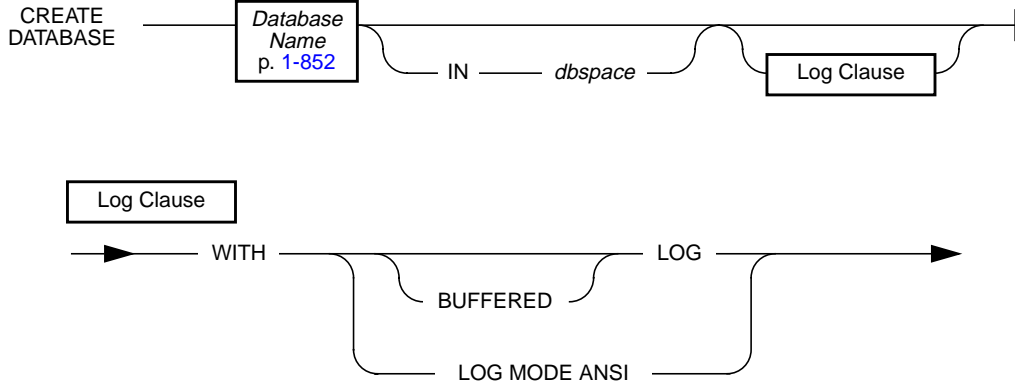 CREATE
DATABASE
Database
Name
p. 1-852
IN
dbspace
Log Clause
Log Clause
WITH
LOG
BUFFERED
LOG MODE ANSI